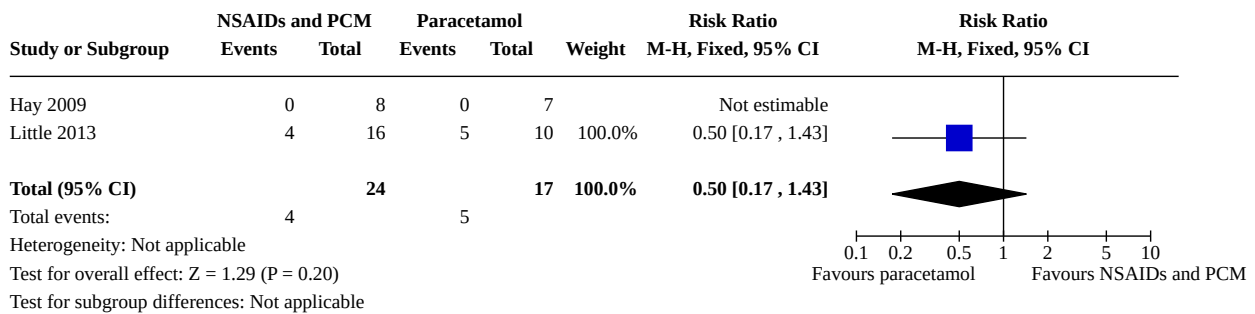 NSAIDs and PCM Paracetamol Risk Ratio Risk Ratio
Study or Subgroup Events Total Events Total Weight M-H, Fixed, 95% CI M-H, Fixed, 95% CI
Hay 2009 0 8 0 7 Not estimable
Little 2013 4 16 5 10 100.0% 0.50 [0.17 , 1.43]
Total (95% CI) 24 17 100.0% 0.50 [0.17 , 1.43]
Total events: 4 5
Heterogeneity: Not applicable
Test for overall effect: Z = 1.29 (P = 0.20)
Test for subgroup differences: Not applicable
0.1 0.2 0.5 1 2 5 10
Favours paracetamol Favours NSAIDs and PCM